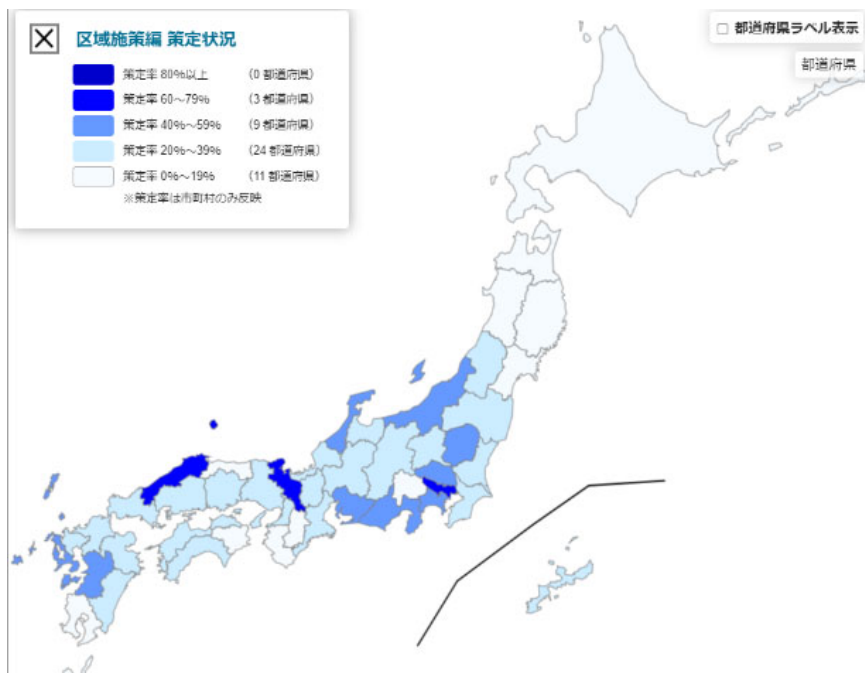 区域施策編 策定状況
策定率 80%以上 (0 都道府県)
策定率 60～79% (3 都道府県)
策定率 40%～59% (9 都道府県)
策定率 20%～39% (24 都道府県)
策定率 0%～19% (11 都道府県)
※策定率は市町村のみ反映
都道府県ラベル表示
都道府県